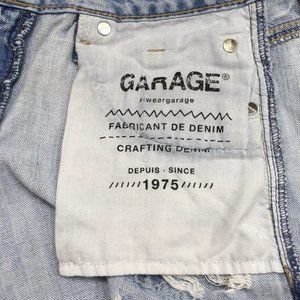 GARAGE®
#weargarage
FABRICANT DE DENIM
CRAFTING DENIM
DEPUIS · SINCE
//////1975//////